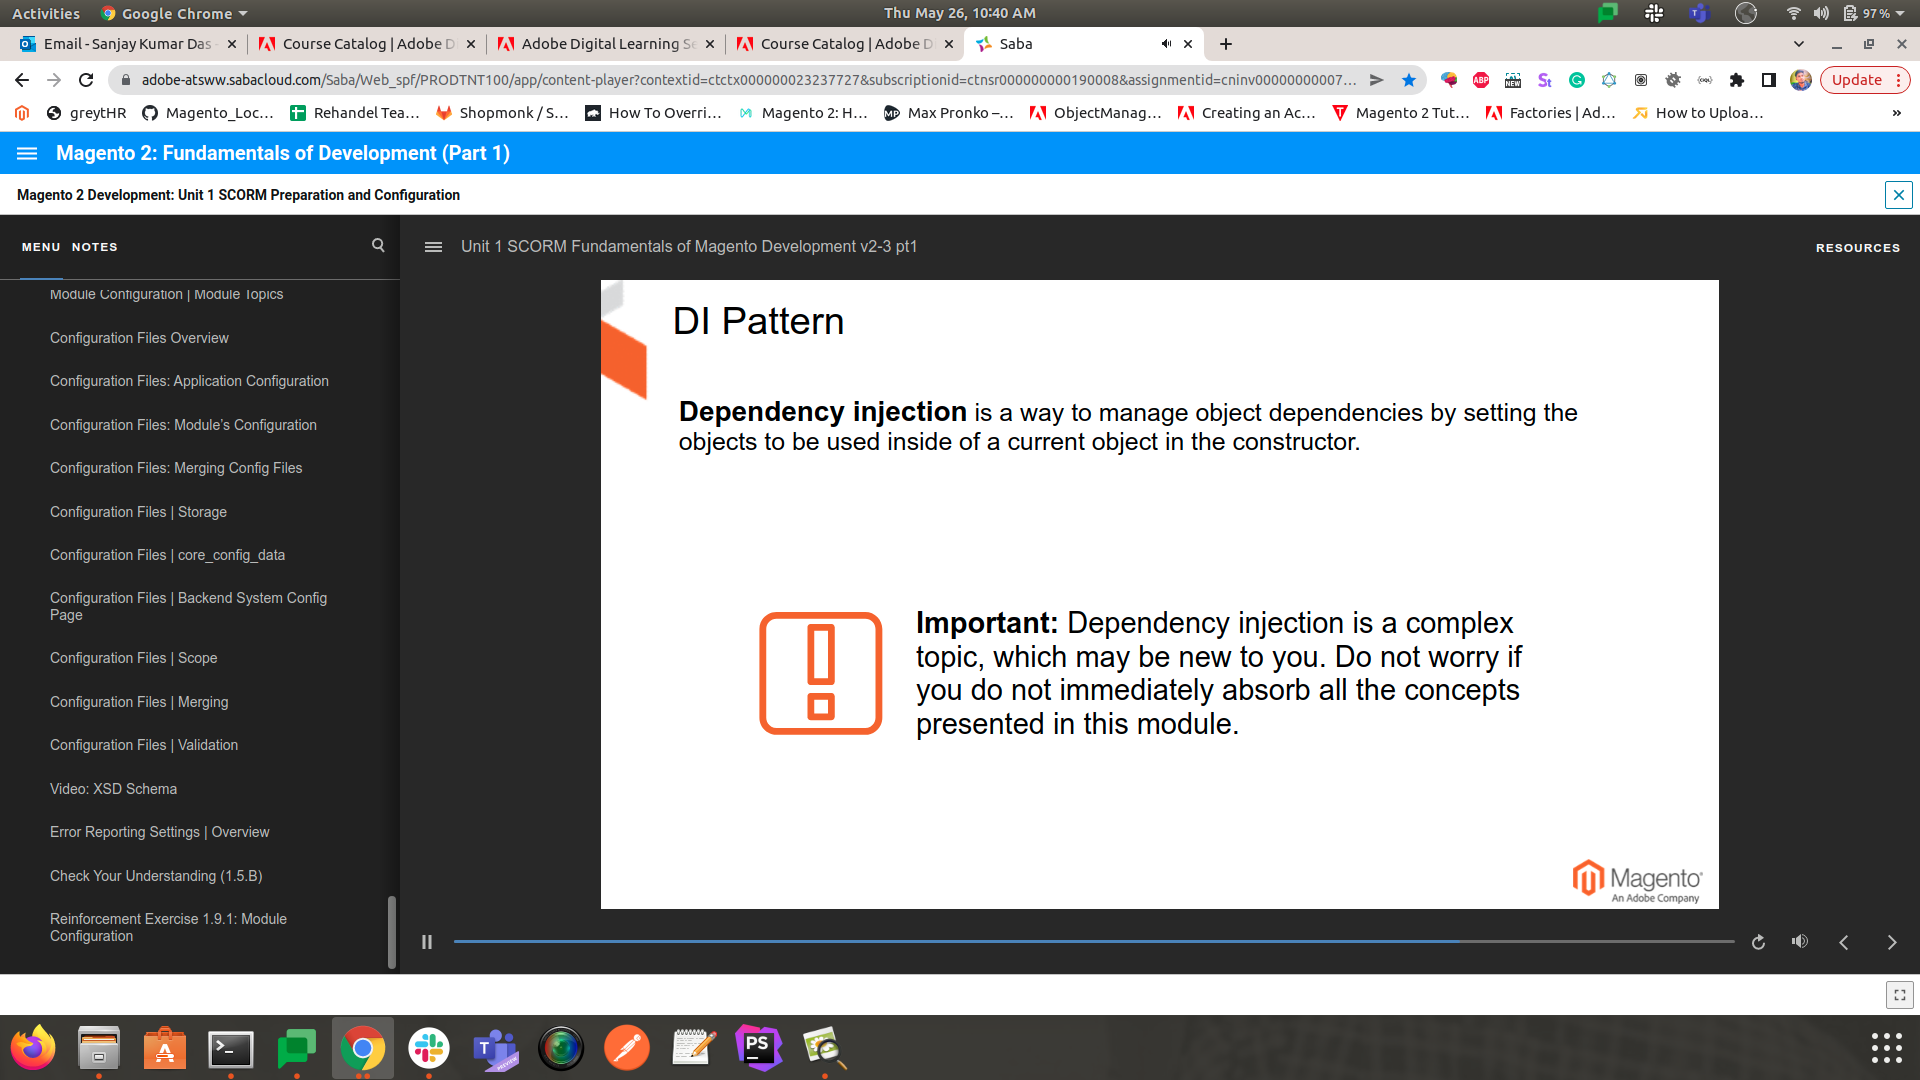 Activities Google Chrome Thu May 26, 10:40 AM 97%
Email - Sanjay Kumar Das Course Catalog | Adobe D Adobe Digital Learning Se Course Catalog | Adobe D Saba
adobe-atsww.sabacloud.com/Saba/Web_spf/PRODTNT100/app/content-player?contextid=ctctx000000023237727&subscriptionid=ctnsr000000000190008&assignmentid=cninv00000000007... ABP NEW Update
greytHR Magento_Loc... Rehandel Tea... Shopmonk / S... How To Overri... Magento 2: H... Max Pronko –... ObjectManag... Creating an Ac... Magento 2 Tut... Factories | Ad... How to Uploa... »
Magento 2: Fundamentals of Development (Part 1)
Magento 2 Development: Unit 1 SCORM Preparation and Configuration
MENU NOTES
Unit 1 SCORM Fundamentals of Magento Development v2-3 pt1
RESOURCES
Module Configuration | Module Topics
Configuration Files Overview
Configuration Files: Application Configuration
Configuration Files: Module's Configuration
Configuration Files: Merging Config Files
Configuration Files | Storage
Configuration Files | core_config_data
Configuration Files | Backend System Config
Page
Configuration Files | Scope
Configuration Files | Merging
Configuration Files | Validation
Video: XSD Schema
Error Reporting Settings | Overview
Check Your Understanding (1.5.B)
Reinforcement Exercise 1.9.1: Module
Configuration
DI Pattern
Dependency injection is a way to manage object dependencies by setting the
objects to be used inside of a current object in the constructor.
Important: Dependency injection is a complex
topic, which may be new to you. Do not worry if
you do not immediately absorb all the concepts
presented in this module.
Magento
An Adobe Company
PS